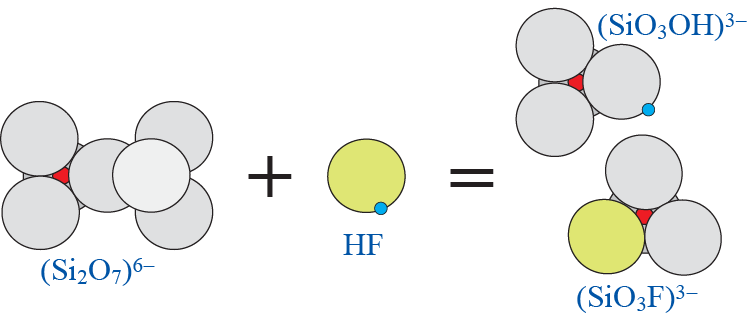 (SiO₃OH)³⁻
+
=
HF
(Si₂O₇)⁶⁻
(SiO₃F)³⁻